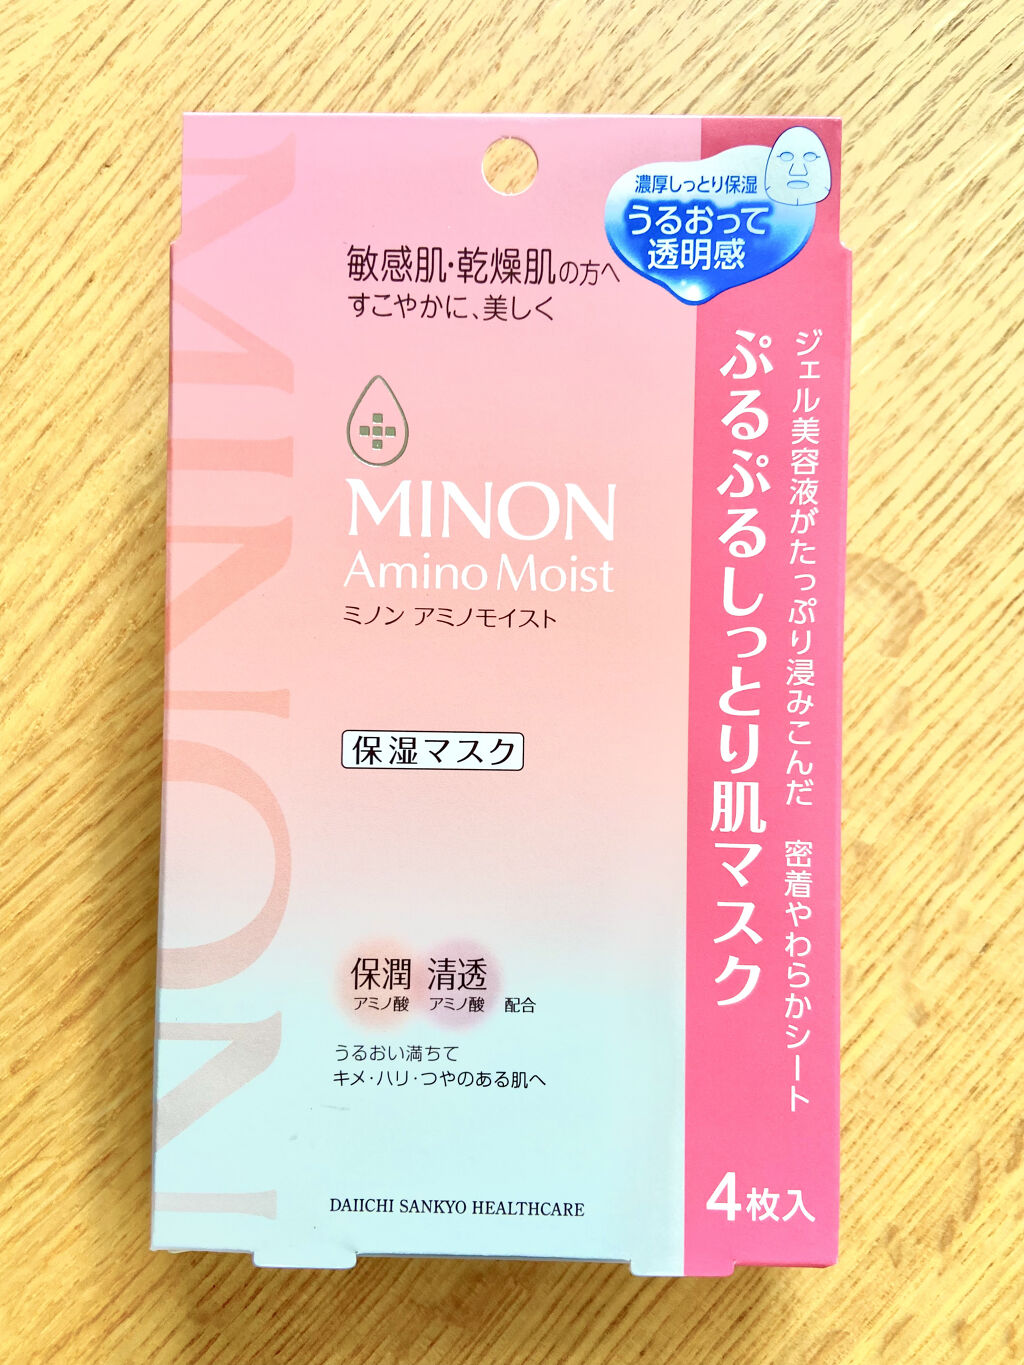 MINON
濃厚しっとり保湿
うるおって
透明感
敏感肌・乾燥肌の方へ
すこやかに、美しく
MINON
Amino Moist
ミノン アミノモイスト
保湿マスク
保潤 清透
アミノ酸 アミノ酸 配合
うるおい満ちて
キメ・ハリ・つやのある肌へ
DAIICHI SANKYO HEALTHCARE
ジェル美容液がたっぷり浸みこんだ 密着やわらかシート
ぷるぷるしっとり肌マスク
4枚入